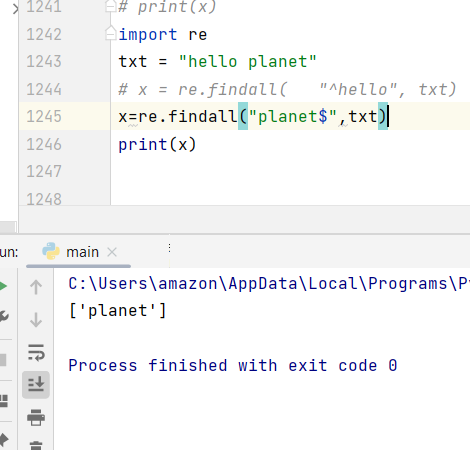 1241 # print(x)
1242 import re
1243 txt = "hello planet"
1244 # x = re.findall(   "^hello", txt)
1245 x=re.findall("planet$",txt)
1246 print(x)
1247
1248
un: main
C:\Users\amazon\AppData\Local\Programs\P
['planet']
Process finished with exit code 0